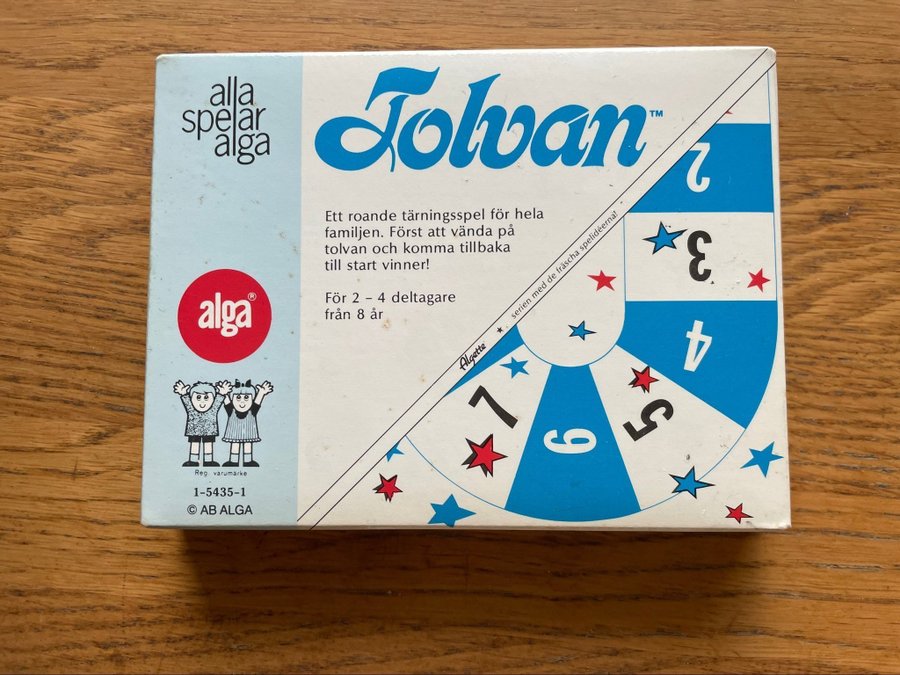 alla
spelar
alga
Tolvan™
Ett roande tärningsspel för hela
familjen. Först att vända på
tolvan och komma tillbaka
till start vinner!
För 2 – 4 deltagare
från 8 år
alga®
Reg. varumärke
1-5435-1
© AB ALGA
Algette ★ serien med de fräscha spelidéerna!
2
3
4
5
6
7